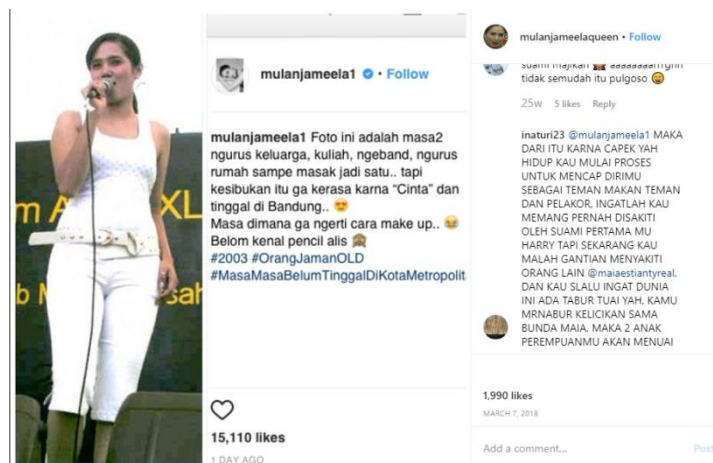 m A
XL
b M
sah
mulanjameela1 • Follow
mulanjameela1 Foto ini adalah masa2
ngurus keluarga, kuliah, ngeband, ngurus
rumah sampe masak jadi satu.. tapi
kesibukan itu ga kerasa karna “Cinta” dan
tinggal di Bandung.. 😍
Masa dimana ga ngerti cara make up.. 😂
Belom kenal pencil alis 🙈
#2003 #OrangJamanOLD
#MasaMasaBelumTinggalDiKotaMetropolit
15,110 likes
1 DAY AGO
mulanjameelaqueen • Follow
suami majikan 🙈 aaaaaaarrrghh
tidak semudah itu pulgoso 😄
25w 5 likes Reply
inaturi23 @mulanjameela1 MAKA
DARI ITU KARNA CAPEK YAH
HIDUP KAU MULAI PROSES
UNTUK MENCAP DIRIMU
SEBAGAI TEMAN MAKAN TEMAN
DAN PELAKOR, INGATLAH KAU
MEMANG PERNAH DISAKITI
OLEH SUAMI PERTAMA MU
HARRY TAPI SEKARANG KAU
MALAH GANTIAN MENYAKITI
ORANG LAIN @maiaestiantyreal,
DAN KAU SLALU INGAT DUNIA
INI ADA TABUR TUAI YAH, KAMU
MRNABUR KELICIKAN SAMA
BUNDA MAIA, MAKA 2 ANAK
PEREMPUANMU AKAN MENUAI
1,990 likes
MARCH 7, 2018
Add a comment...
Post